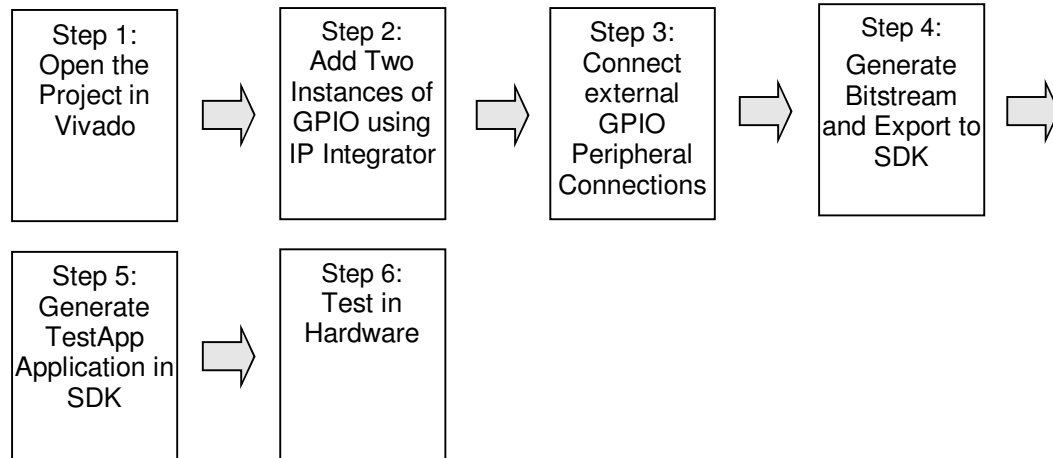 Step 1:
Open the
Project in
Vivado
Step 2:
Add Two
Instances of
GPIO using
IP Integrator
Step 3:
Connect
external
GPIO
Peripheral
Connections
Step 4:
Generate
Bitstream
and Export to
SDK
Step 5:
Generate
TestApp
Application in
SDK
Step 6:
Test in
Hardware